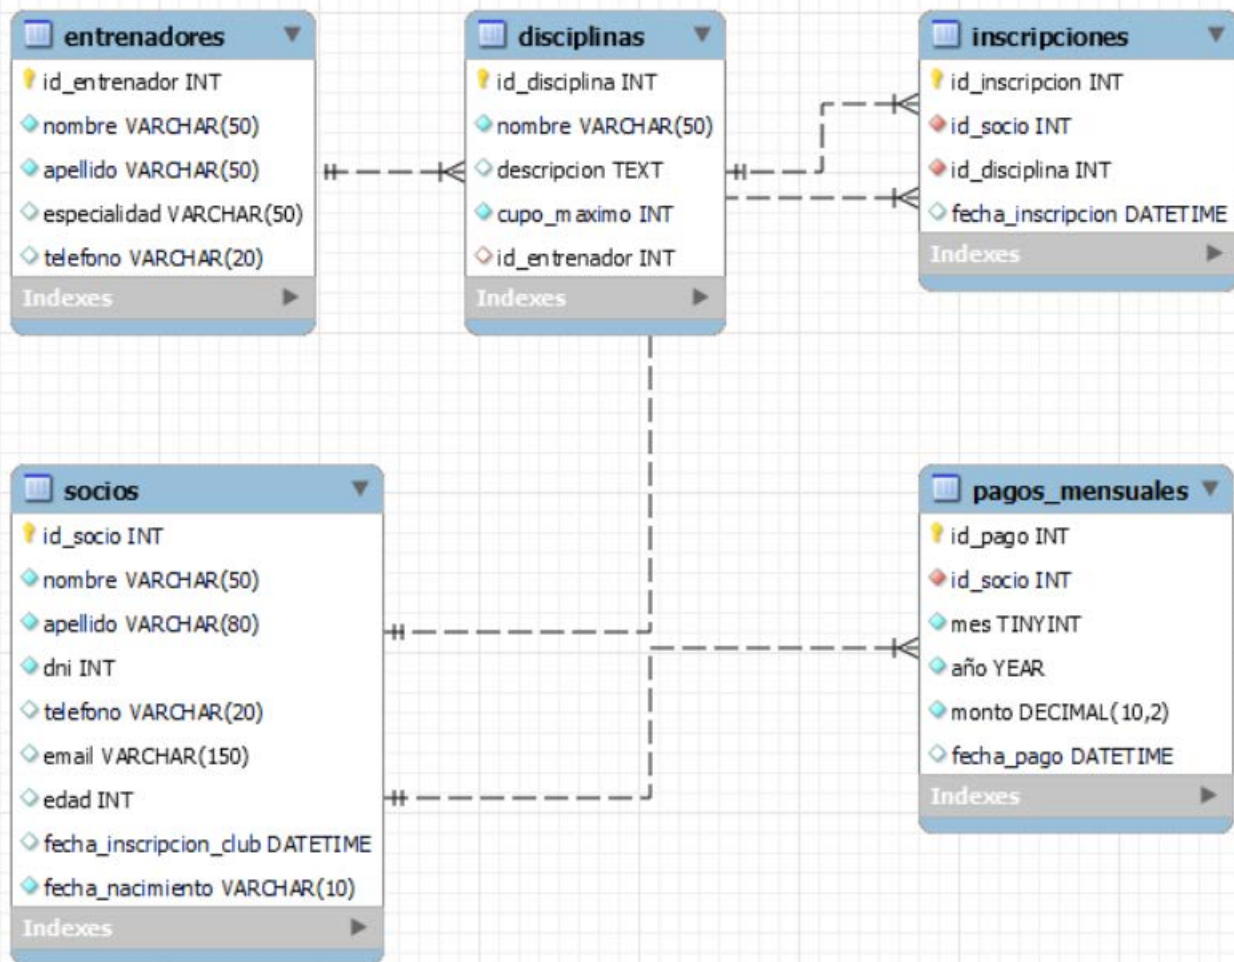 entrenadores
id_entrenador INT
nombre VARCHAR(50)
apellido VARCHAR(50)
especialidad VARCHAR(50)
telefono VARCHAR(20)
Indexes
disciplinas
id_disciplina INT
nombre VARCHAR(50)
descripcion TEXT
cupo_maximo INT
id_entrenador INT
Indexes
inscripciones
id_inscripcion INT
id_socio INT
id_disciplina INT
fecha_inscripcion DATETIME
Indexes
socios
id_socio INT
nombre VARCHAR(50)
apellido VARCHAR(80)
dni INT
telefono VARCHAR(20)
email VARCHAR(150)
edad INT
fecha_inscripcion_club DATETIME
fecha_nacimiento VARCHAR(10)
Indexes
pagos_mensuales
id_pago INT
id_socio INT
mes TINYINT
año YEAR
monto DECIMAL(10,2)
fecha_pago DATETIME
Indexes